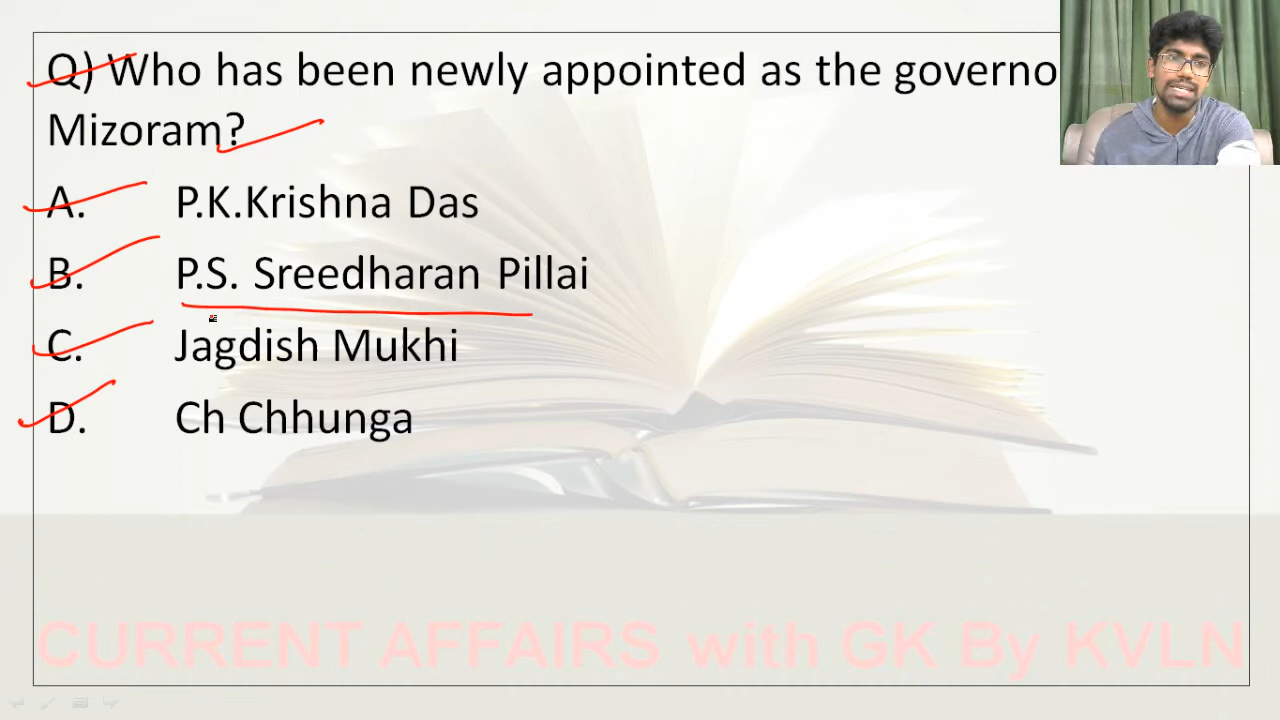 Q) Who has been newly appointed as the governo
Mizoram?
A. P.K.Krishna Das
B. P.S. Sreedharan Pillai
C. Jagdish Mukhi
D. Ch Chhunga
CURRENT AFFAIRS with GK By KVLN